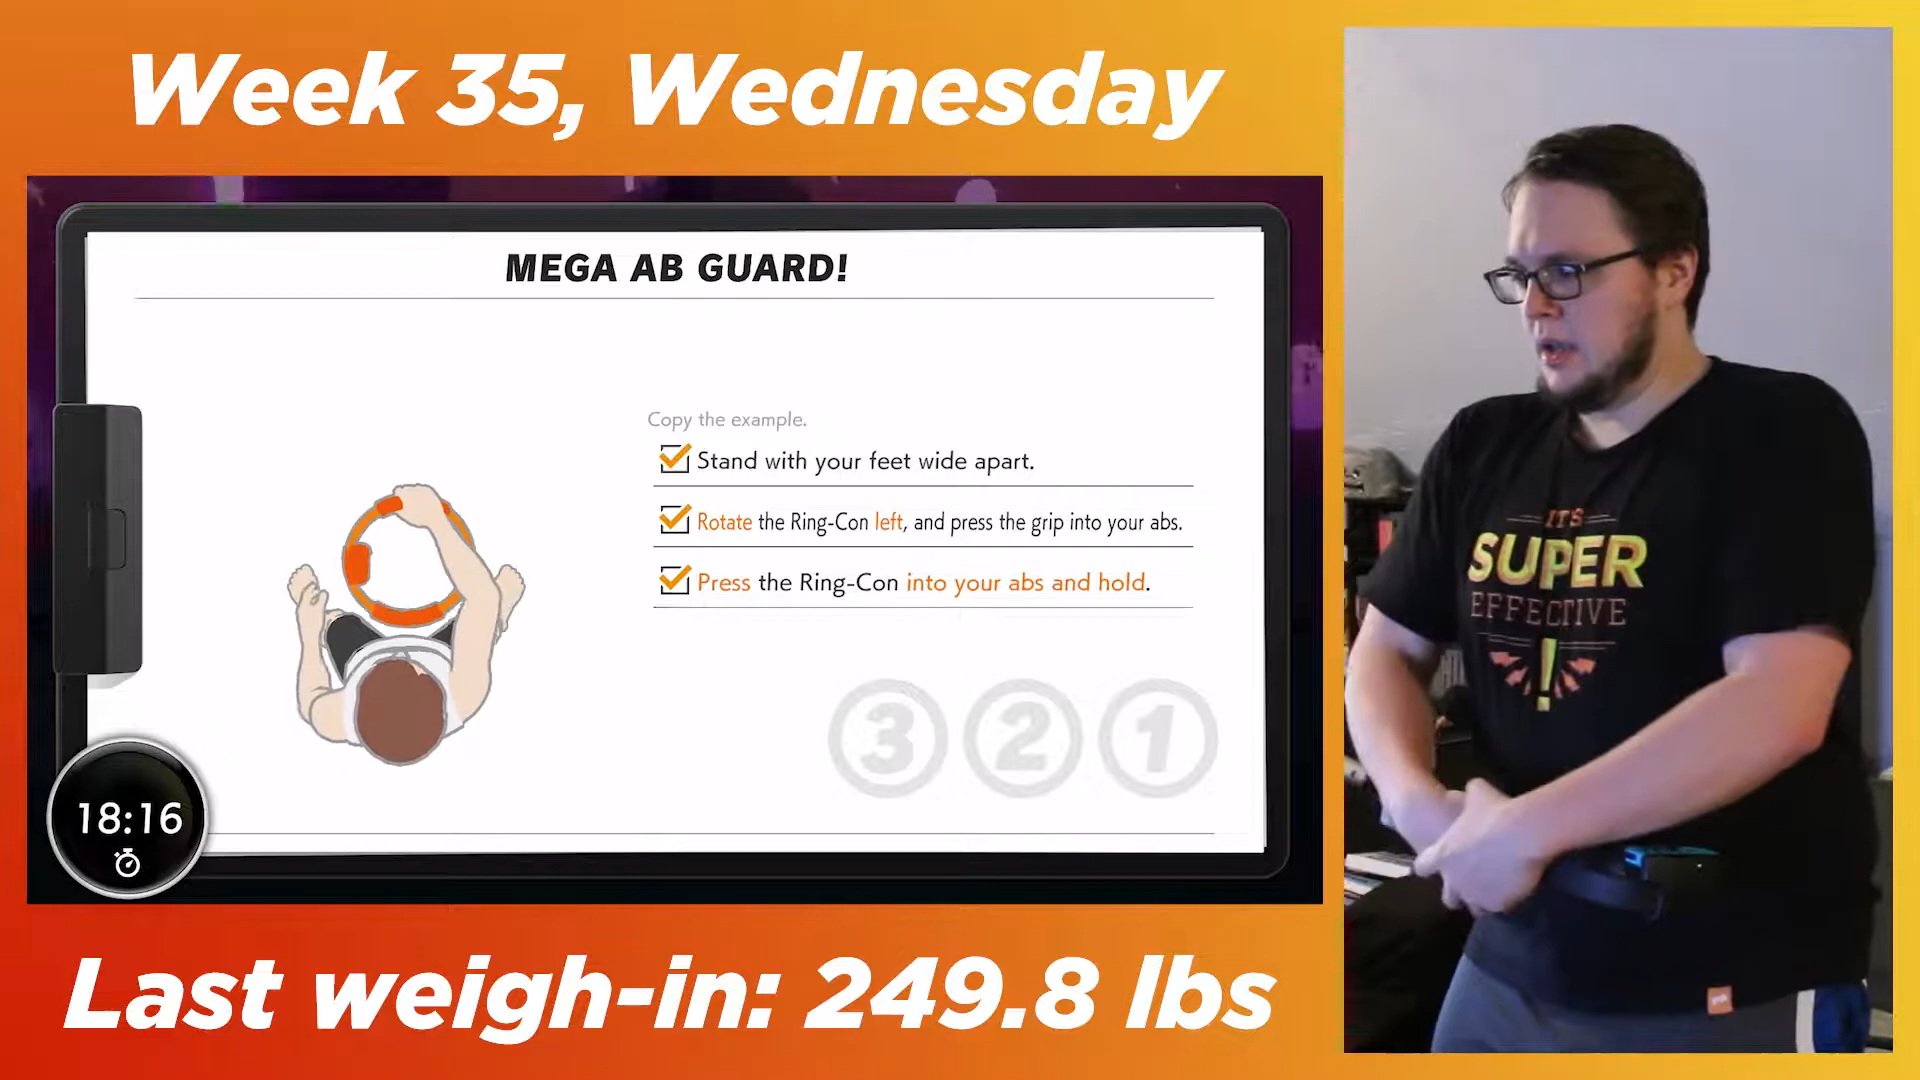 Week 35, Wednesday
MEGA AB GUARD!
Copy the example.
Stand with your feet wide apart.
Rotate the Ring-Con left, and press the grip into your abs.
Press the Ring-Con into your abs and hold.
3 2 1
18:16
IT'S
SUPER
EFFECTIVE
!
Last weigh-in: 249.8 lbs